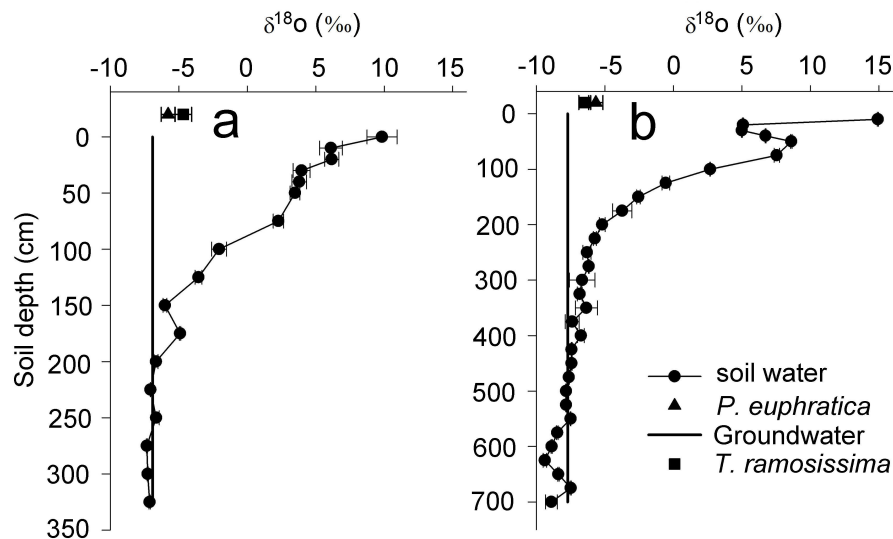 δ18o (‰) δ18o (‰)
-10 -5 0 5 10 15 -10 -5 0 5 10 15
a b
0
50
100
150
200
250
300
350
Soil depth (cm)
0
100
200
300
400
500
600
700
soil water
P. euphratica
Groundwater
T. ramosissima